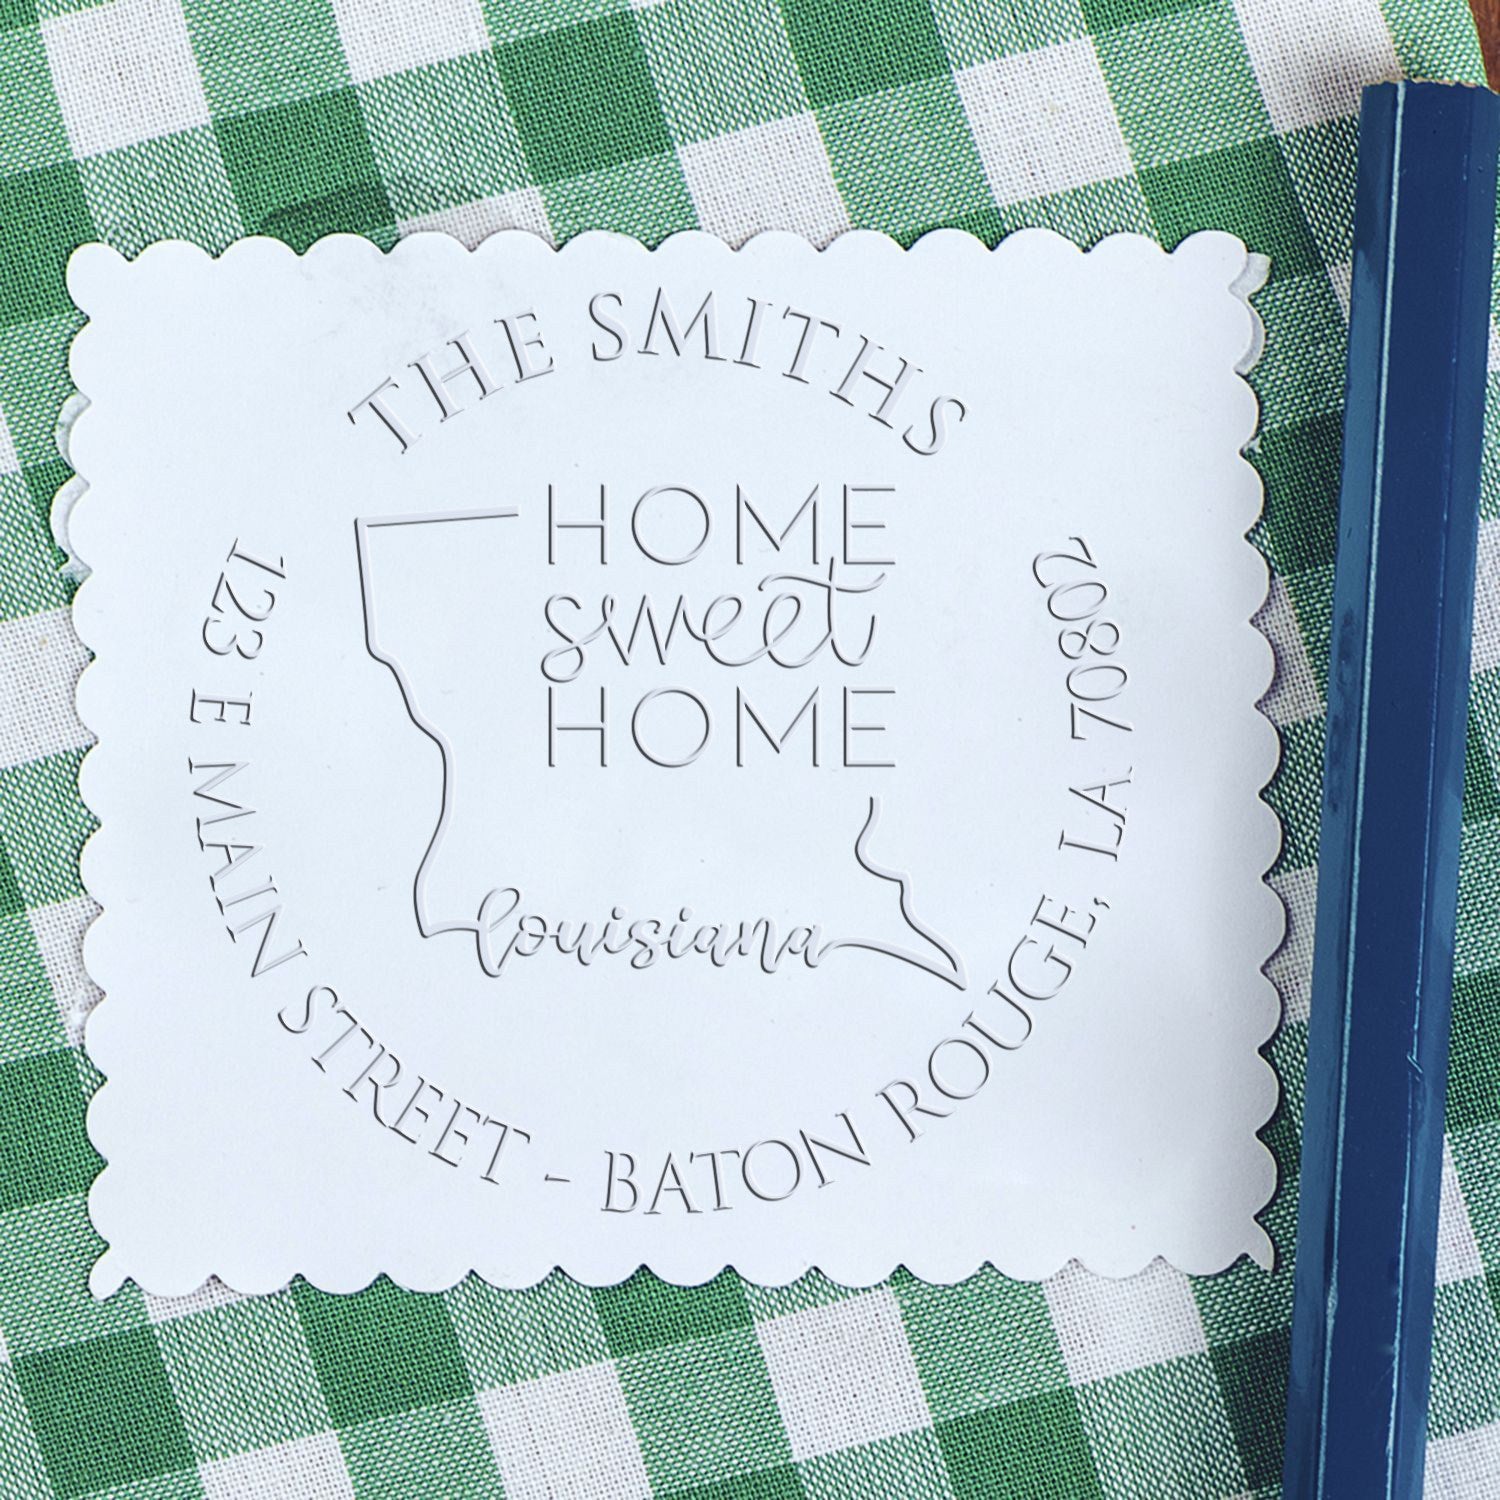 THE SMITHS
HOME
sweet
HOME
louisiana
123 E MAIN STREET - BATON ROUGE, LA 70802